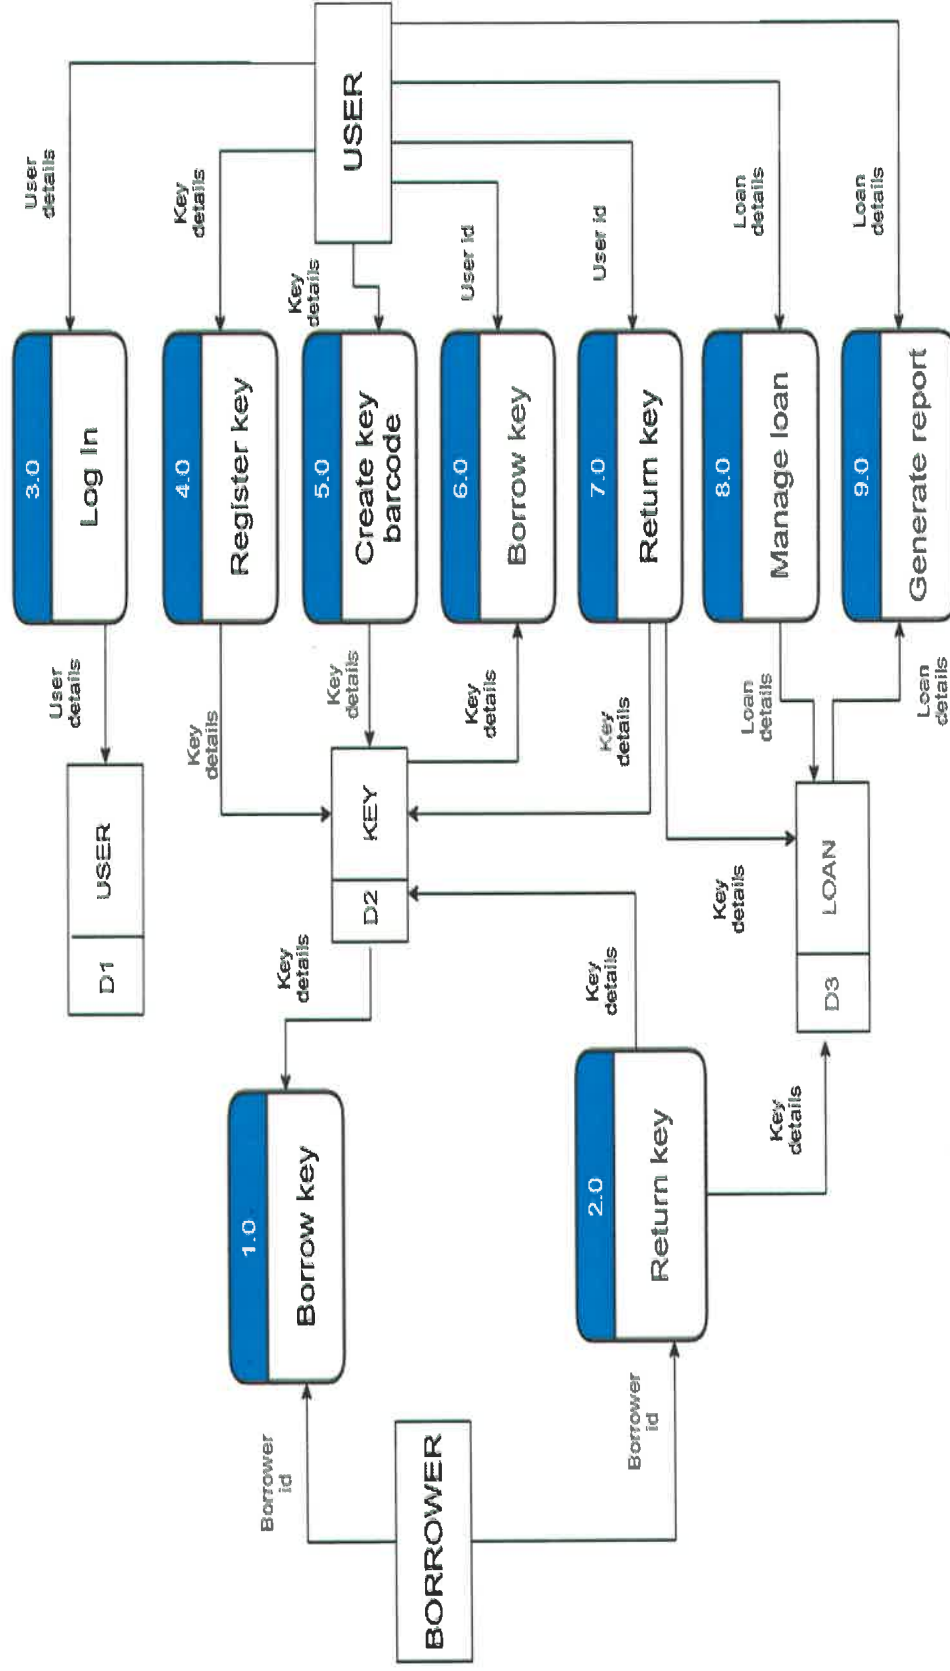 BORROWER
Borrower
id
Borrower
id
1.0
Borrow key
2.0
Return key
Key
details
Key
details
Key
details
D1
USER
D2
KEY
D3
LOAN
User
details
Key
details
Key
details
Key
details
Key
details
Key
details
Loan
details
Loan
details
3.0
Log In
4.0
Register key
5.0
Create key
barcode
6.0
Borrow key
7.0
Return key
8.0
Manage loan
9.0
Generate report
User
details
Key
details
Key
details
User id
User id
Loan
details
Loan
details
USER